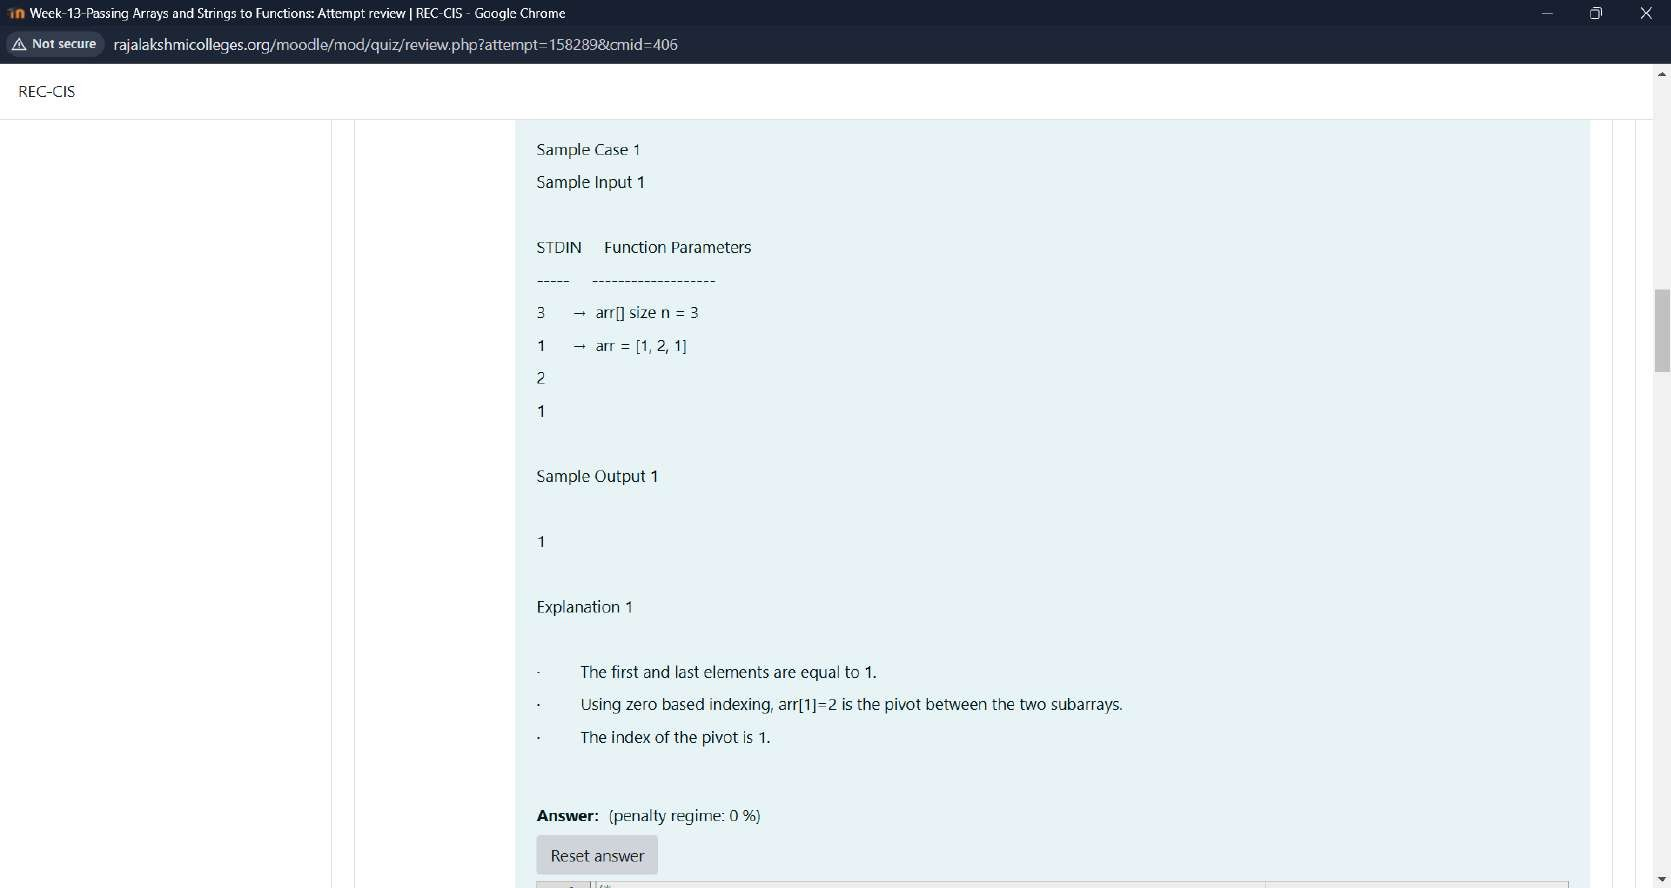 Week-13-Passing Arrays and Strings to Functions: Attempt review | REC-CIS - Google Chrome
Not secure rajalakshmicolleges.org/moodle/mod/quiz/review.php?attempt=158289&cmid=406
REC-CIS
Sample Case 1
Sample Input 1
STDIN Function Parameters
----- -------------------
3 → arr[] size n = 3
1 → arr = [1, 2, 1]
2
1
Sample Output 1
1
Explanation 1
· The first and last elements are equal to 1.
· Using zero based indexing, arr[1]=2 is the pivot between the two subarrays.
· The index of the pivot is 1.
Answer: (penalty regime: 0 %)
Reset answer